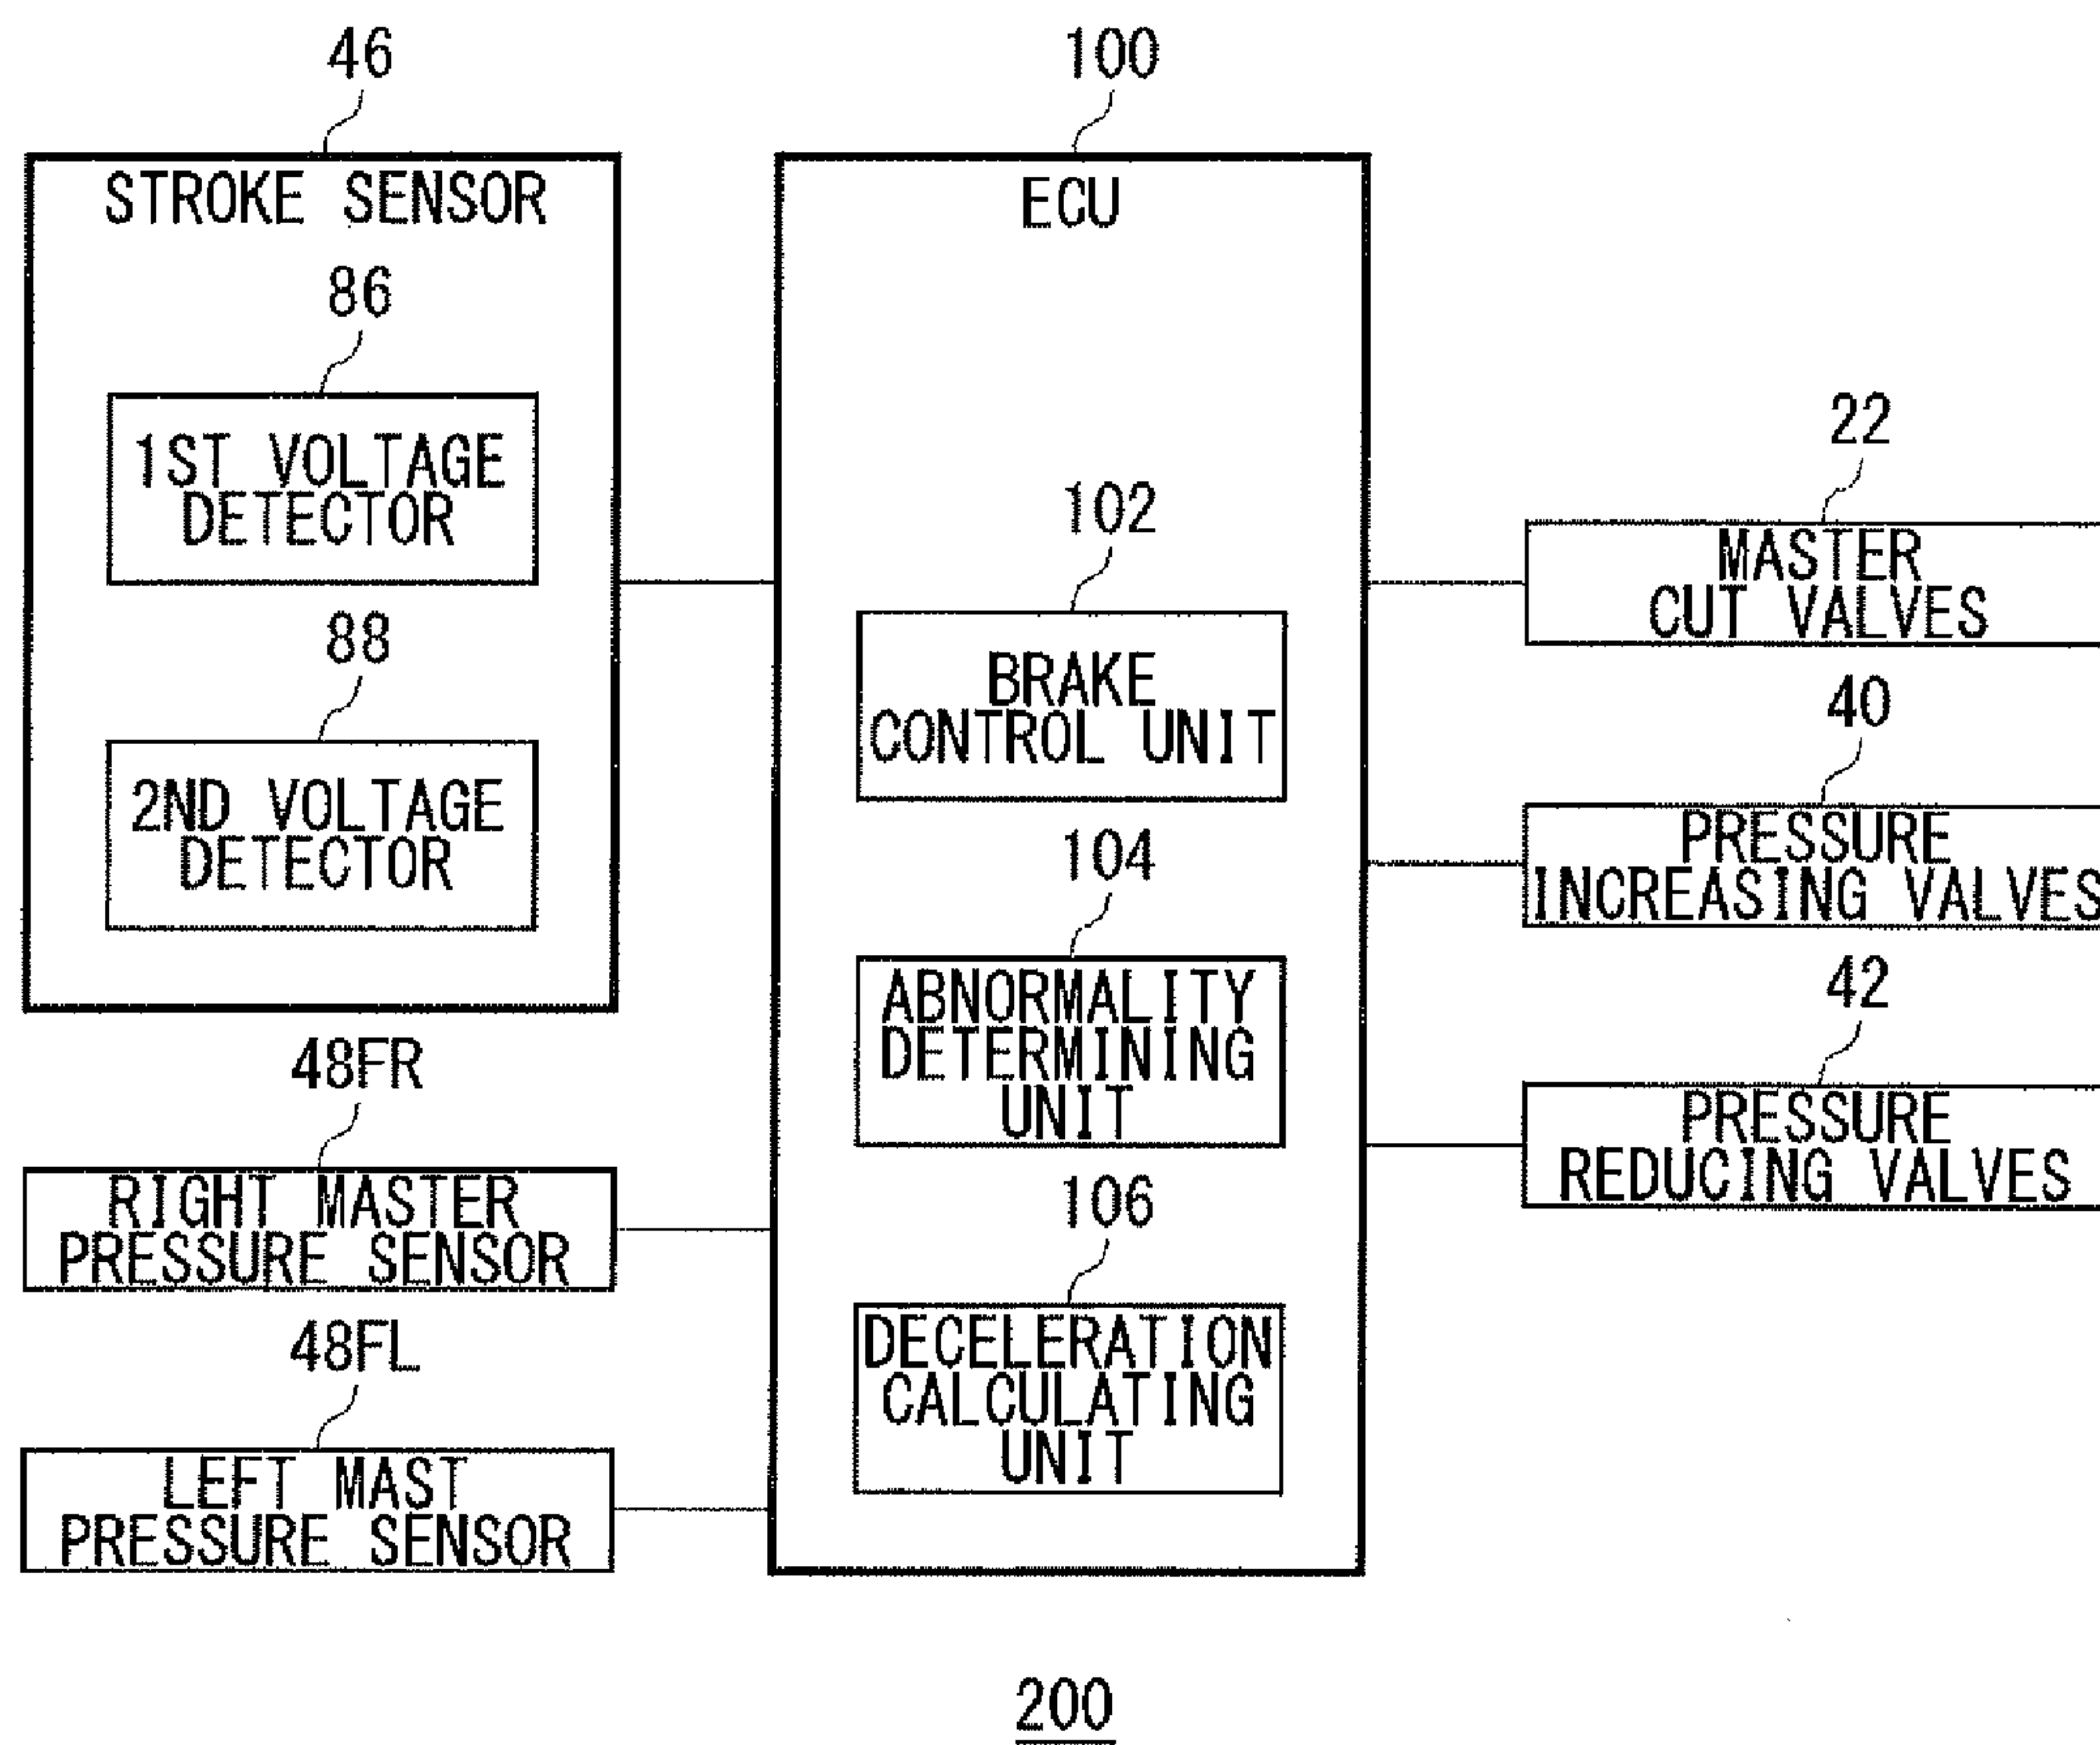 46
STROKE SENSOR
86
1ST VOLTAGE
DETECTOR
88
2ND VOLTAGE
DETECTOR
48FR
RIGHT MASTER
PRESSURE SENSOR
48FL
LEFT MAST
PRESSURE SENSOR
100
ECU
102
BRAKE
CONTROL UNIT
104
ABNORMALITY
DETERMINING
UNIT
106
DECELERATION
CALCULATING
UNIT
22
MASTER
CUT VALVES
40
PRESSURE
INCREASING VALVES
42
PRESSURE
REDUCING VALVES
200